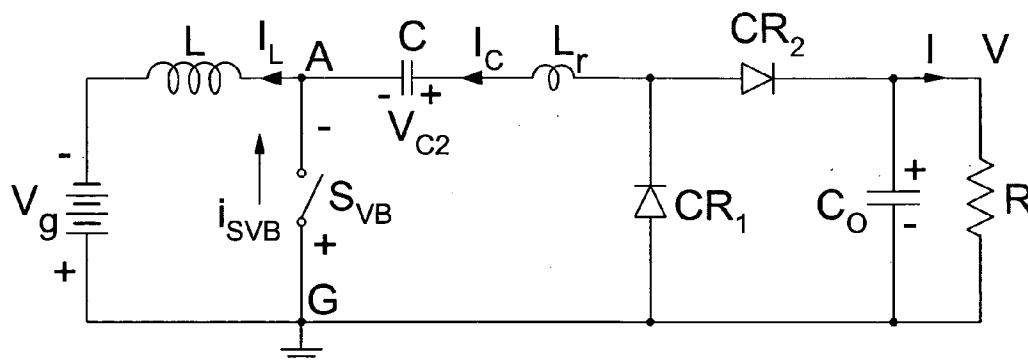 L
I_L
A
C
I_C
L_r
CR_2
I
V
-
+
V_C2
-
-
V_g
+
i_SVB
S_VB
+
G
CR_1
C_O
+
-
R